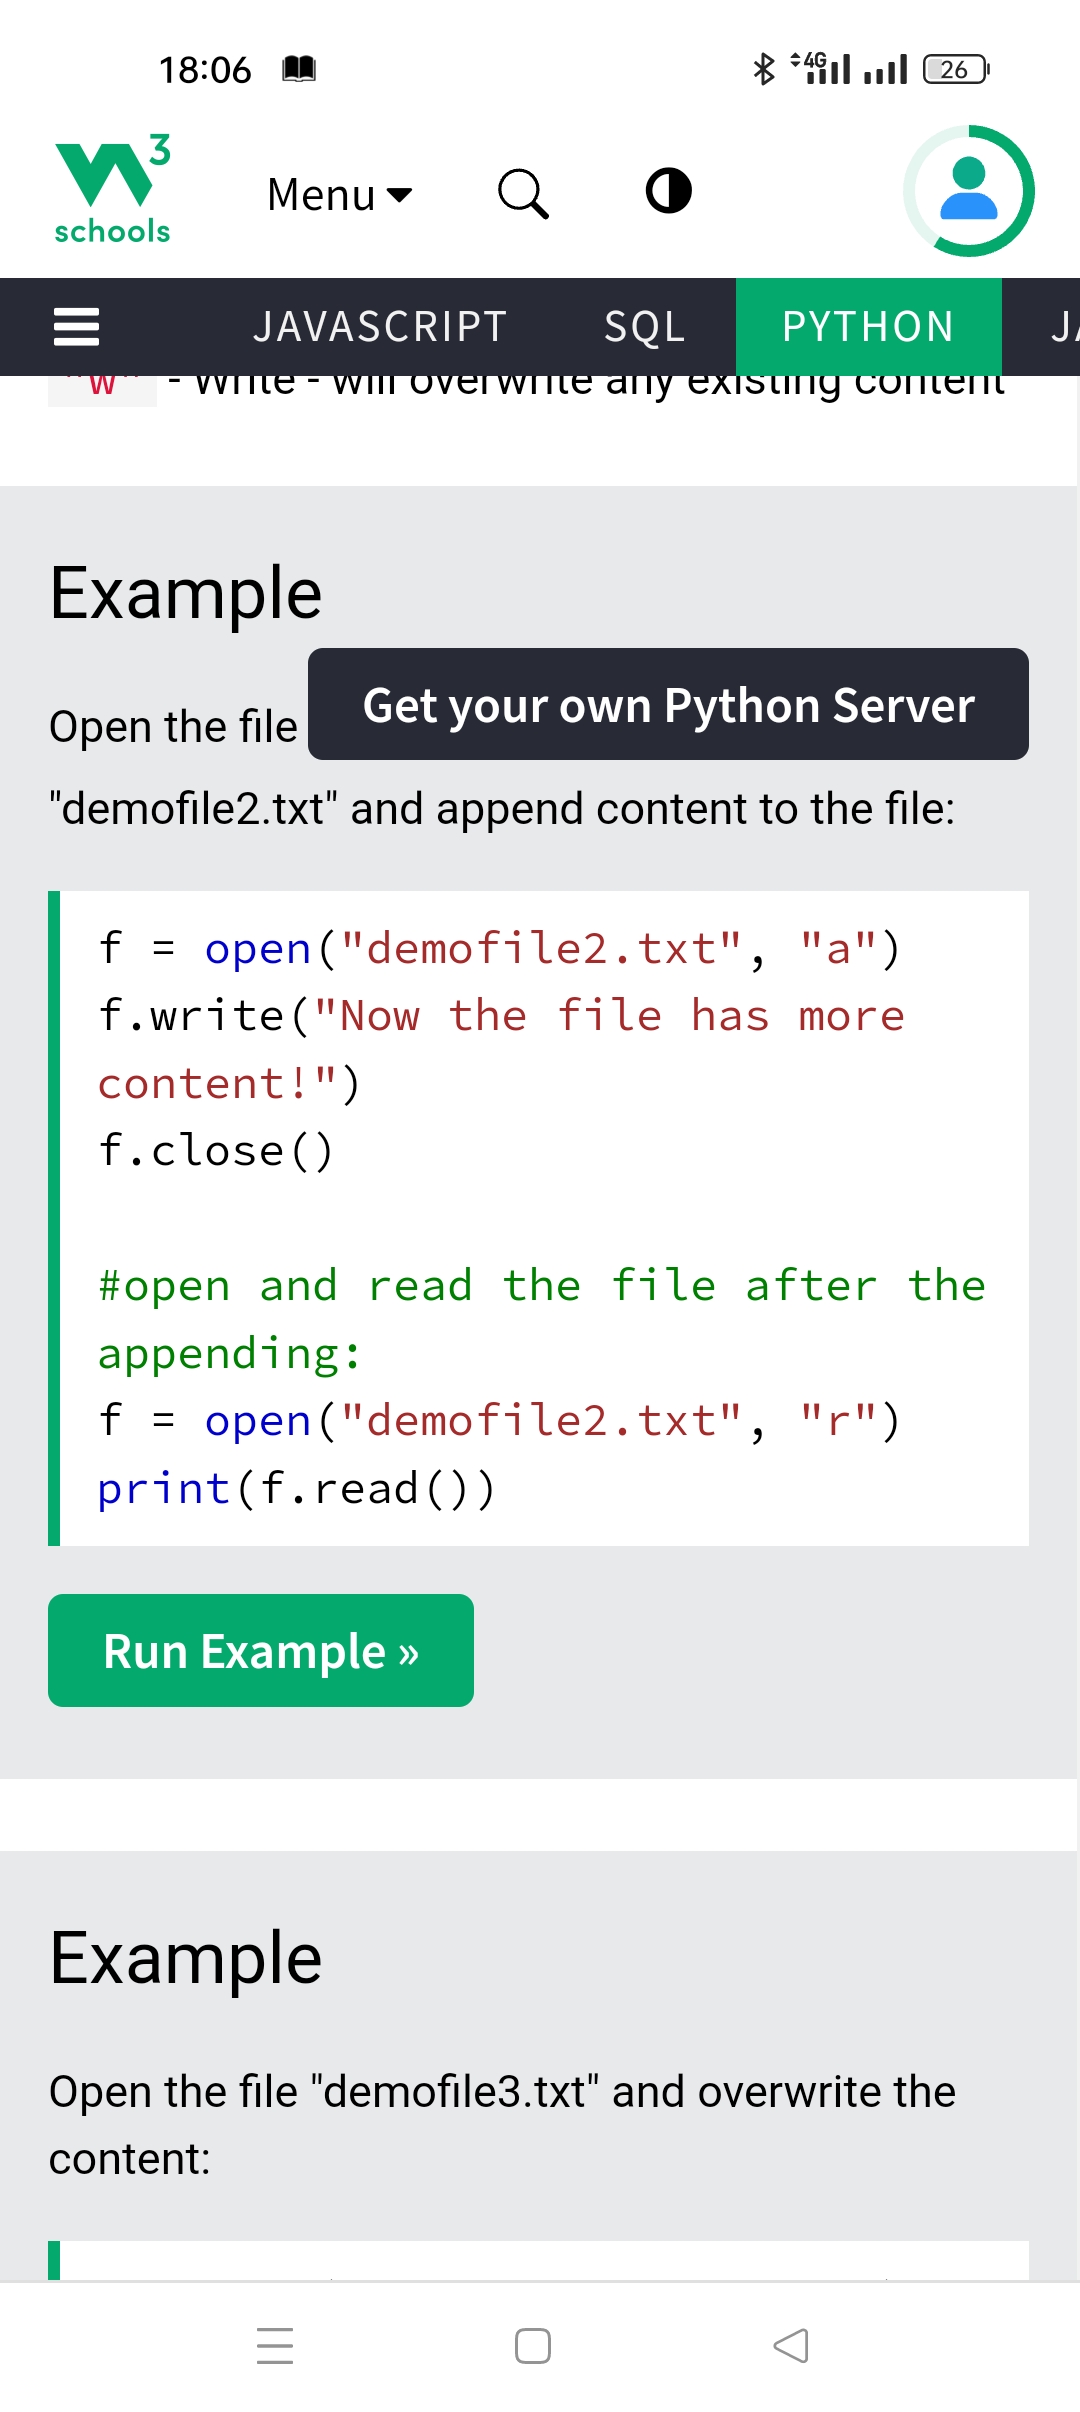 18:06 4G 26
W3 schools Menu
JAVASCRIPT SQL PYTHON JA
"w" - Write - will overwrite any existing content
Example
Get your own Python Server
Open the file
"demofile2.txt" and append content to the file:
f = open("demofile2.txt", "a")
f.write("Now the file has more
content!")
f.close()
#open and read the file after the
appending:
f = open("demofile2.txt", "r")
print(f.read())
Run Example »
Example
Open the file "demofile3.txt" and overwrite the
content: